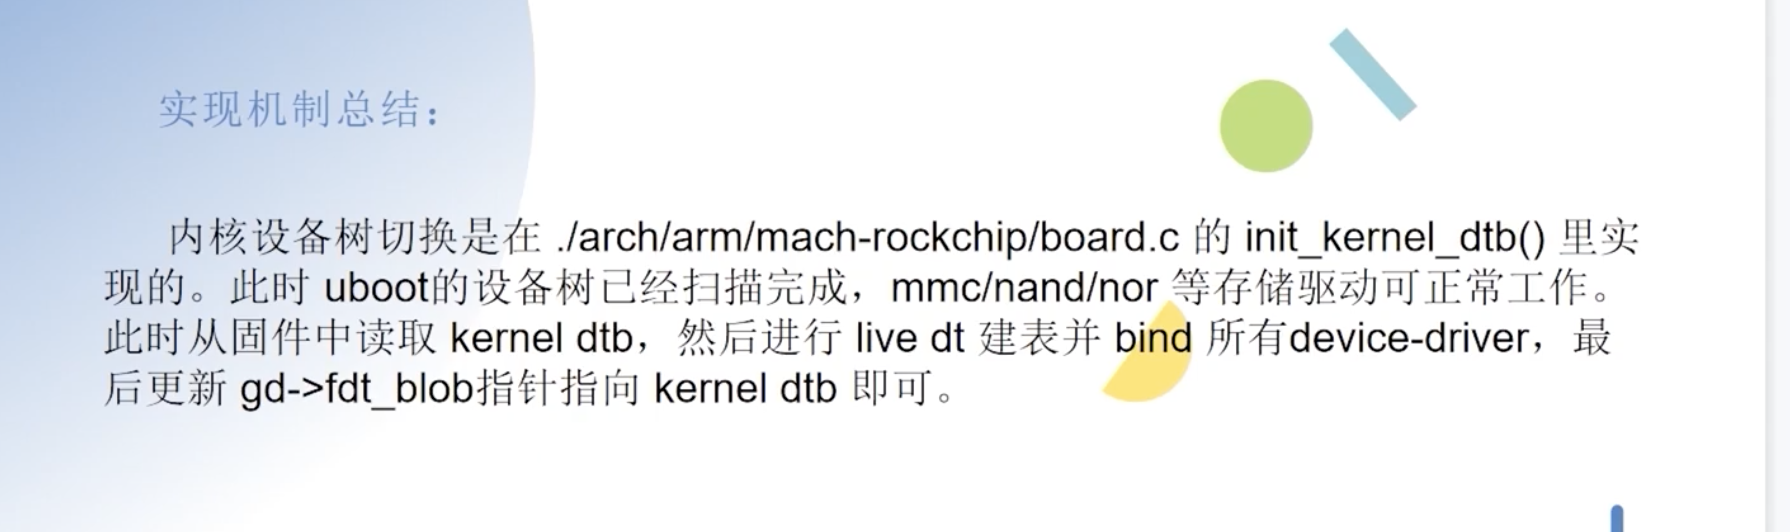 实现机制总结：
内核设备树切换是在 ./arch/arm/mach-rockchip/board.c 的 init_kernel_dtb() 里实
现的。此时 uboot的设备树已经扫描完成，mmc/nand/nor 等存储驱动可正常工作。
此时从固件中读取 kernel dtb，然后进行 live dt 建表并 bind 所有device-driver，最
后更新 gd->fdt_blob指针指向 kernel dtb 即可。